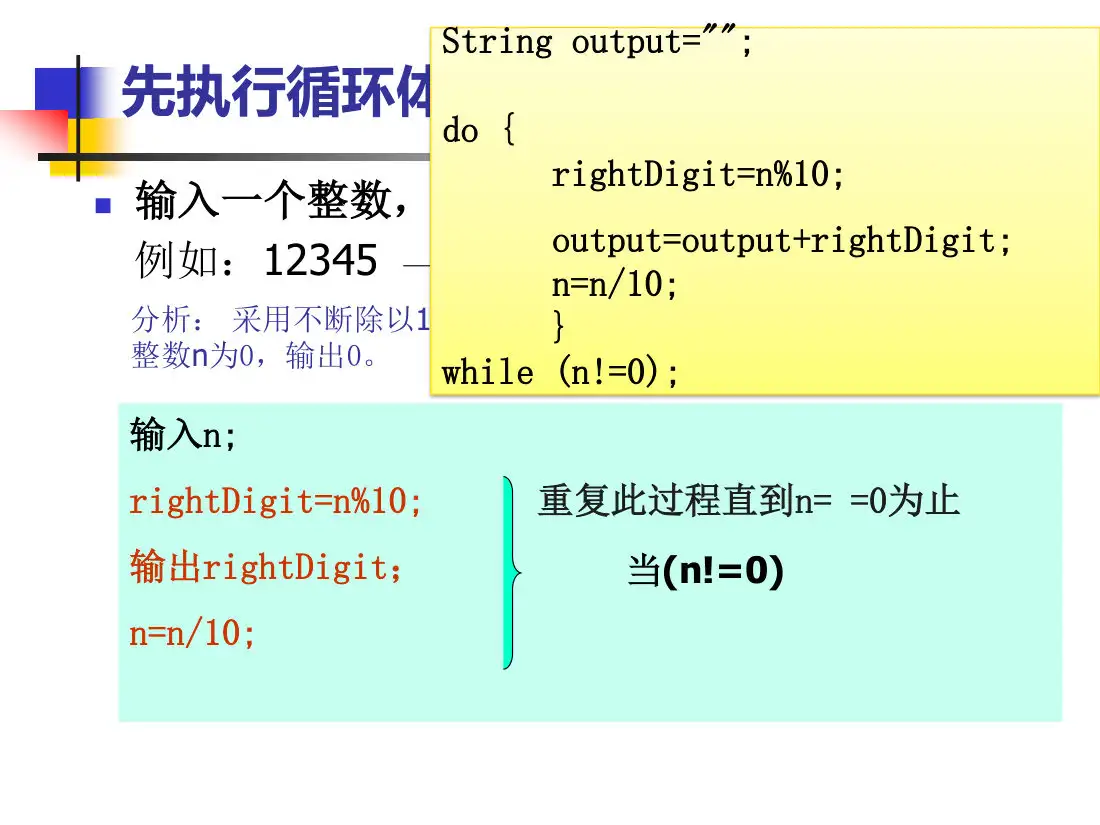 先执行循环体
输入一个整数，
例如：12345 —
分析： 采用不断除以1
整数n为0，输出0。
String output="";
do {
rightDigit=n%10;
output=output+rightDigit;
n=n/10;
}
while (n!=0);
输入n;
rightDigit=n%10;
输出rightDigit；
n=n/10;
重复此过程直到n= =0为止
当(n!=0)